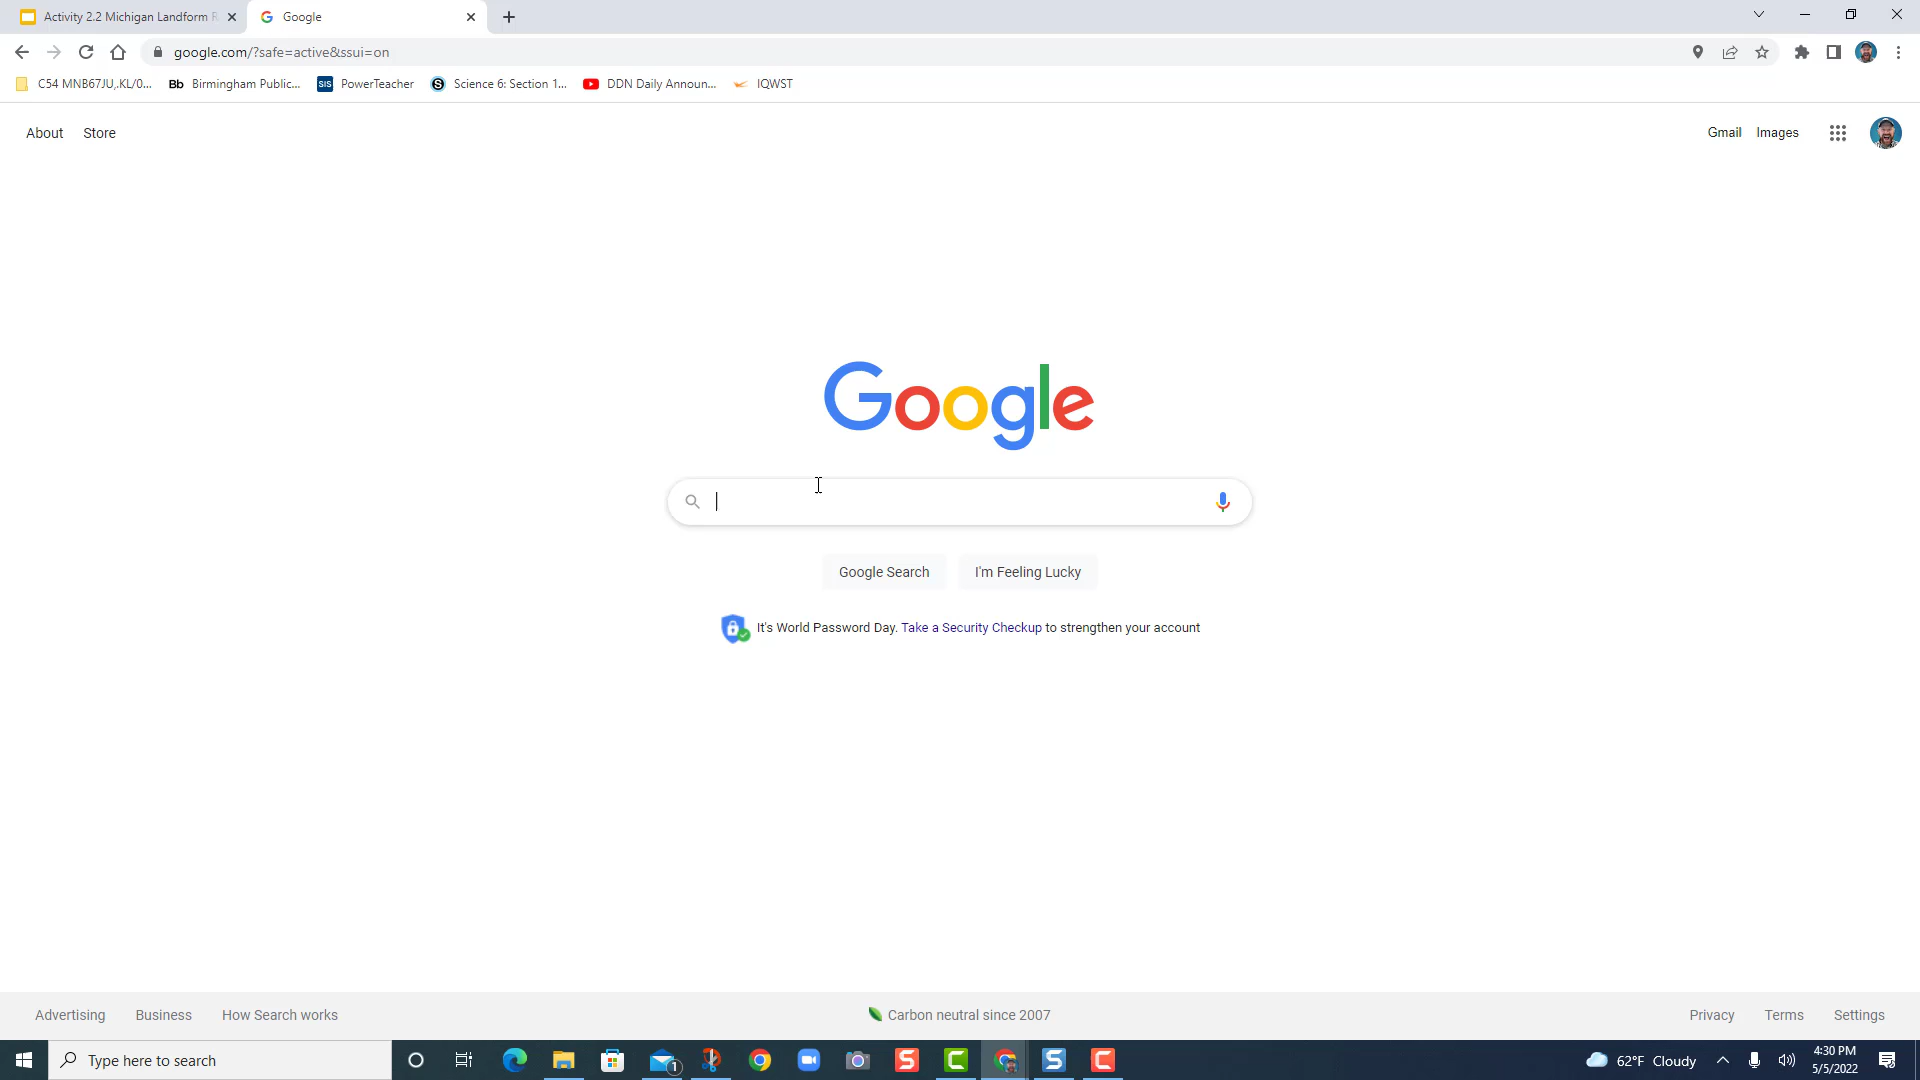 Activity 2.2 Michigan Landform
Google
google.com/?safe=active&ssui=on
C54 MNB67JU,.KL/0...
Bb Birmingham Public...
SIS PowerTeacher
S Science 6: Section 1...
DDN Daily Announ...
IQWST
About
Store
Gmail
Images
Google
Google Search
I'm Feeling Lucky
It's World Password Day. Take a Security Checkup to strengthen your account
Advertising
Business
How Search works
Carbon neutral since 2007
Privacy
Terms
Settings
Type here to search
1
S
C
S
C
62°F Cloudy
4:30 PM
5/5/2022